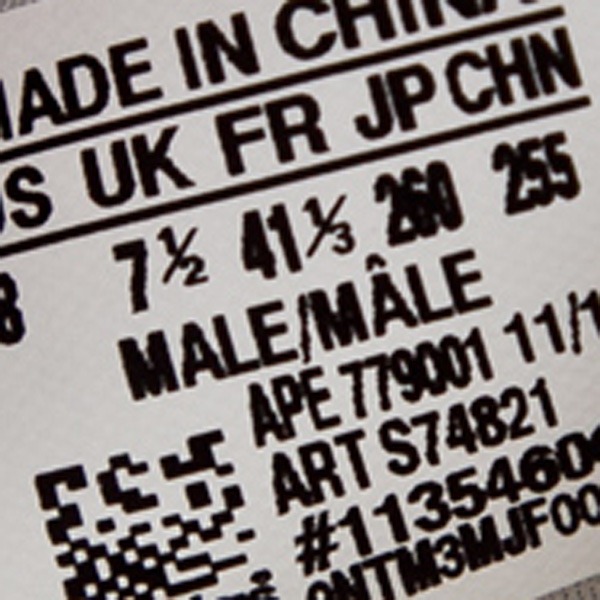 MADE IN CHINA
US UK FR JP CHN
8 7½ 41⅓ 260 255
MALE/MÂLE
APE 779001 11/1
ART S74821
#1135460
0NTM3MJF00